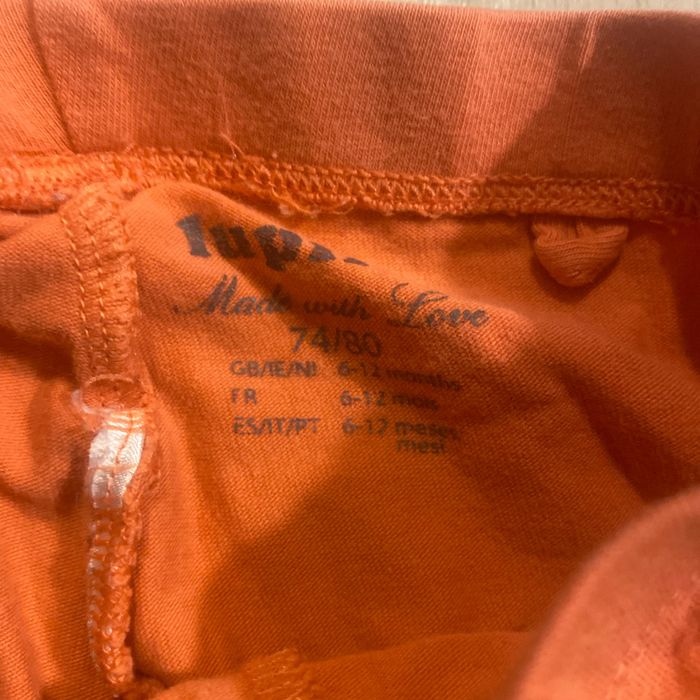 Made with Love
74/80
GB/IE/NI 6-12 months
FR 6-12 mois
ES/IT/PT 6-12 meses
mesi